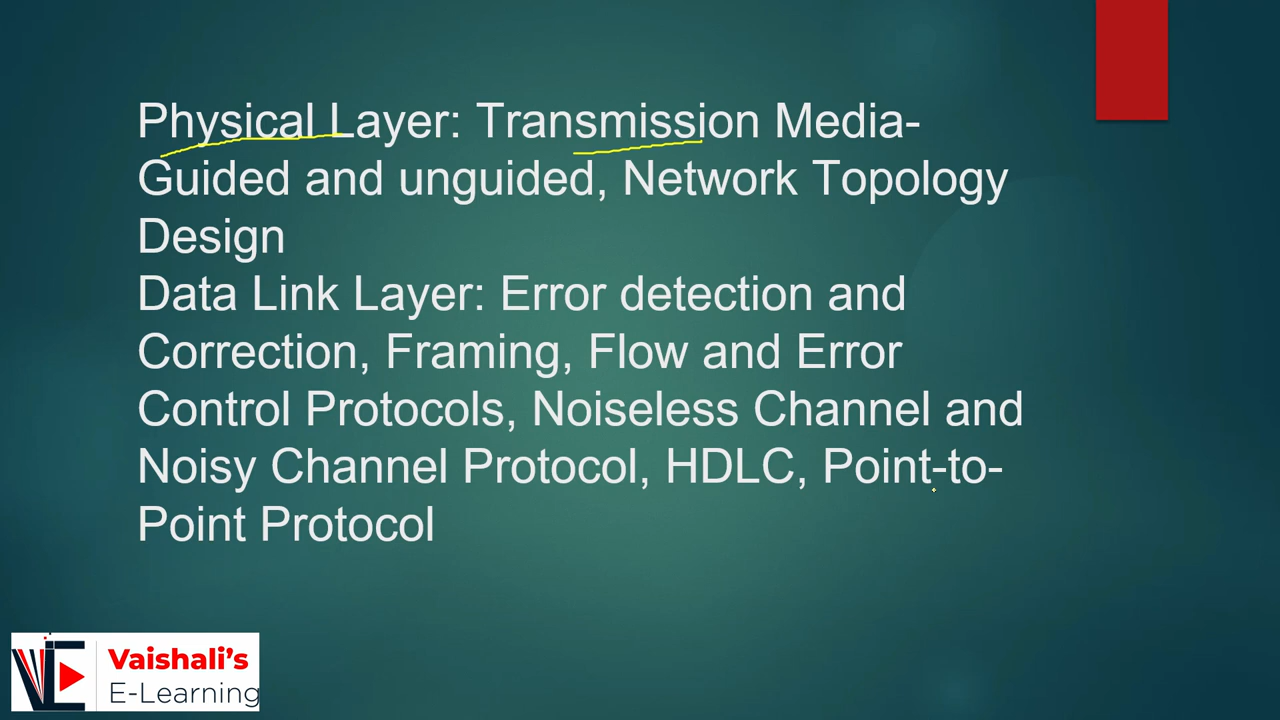 Physical Layer: Transmission Media-
Guided and unguided, Network Topology
Design
Data Link Layer: Error detection and
Correction, Framing, Flow and Error
Control Protocols, Noiseless Channel and
Noisy Channel Protocol, HDLC, Point-to-
Point Protocol
Vaishali's
E-Learning